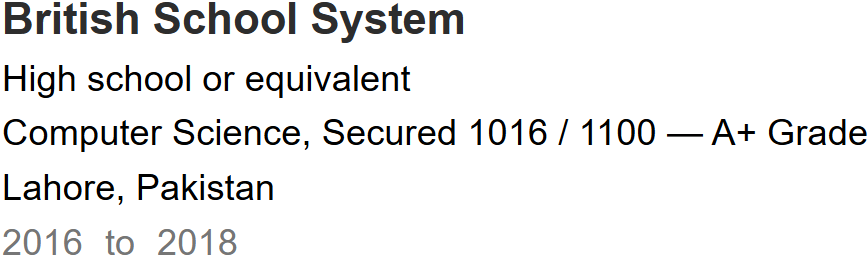 British School System
High school or equivalent
Computer Science, Secured 1016 / 1100 — A+ Grade
Lahore, Pakistan
2016 to 2018